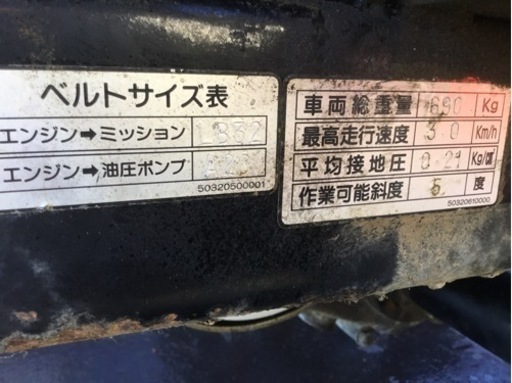 ベルトサイズ表
エンジン➡ミッション LB32
エンジン➡油圧ポンプ
50320500001
車両総重量 690 Kg
最高走行速度 3.0 Km/h
平均接地圧 0.21 Kg/㎠
作業可能斜度 5 度
50320610000